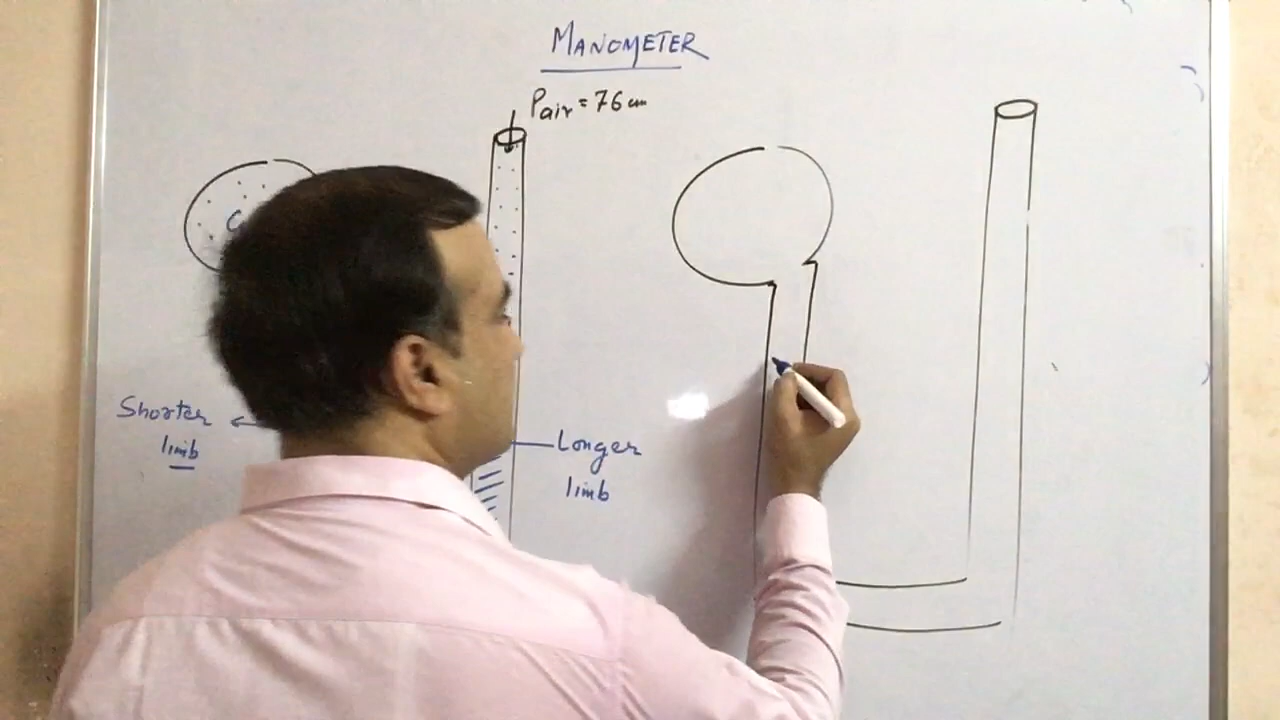 MANOMETER
Pair = 76 cm
Shorter
limb
Longer
limb